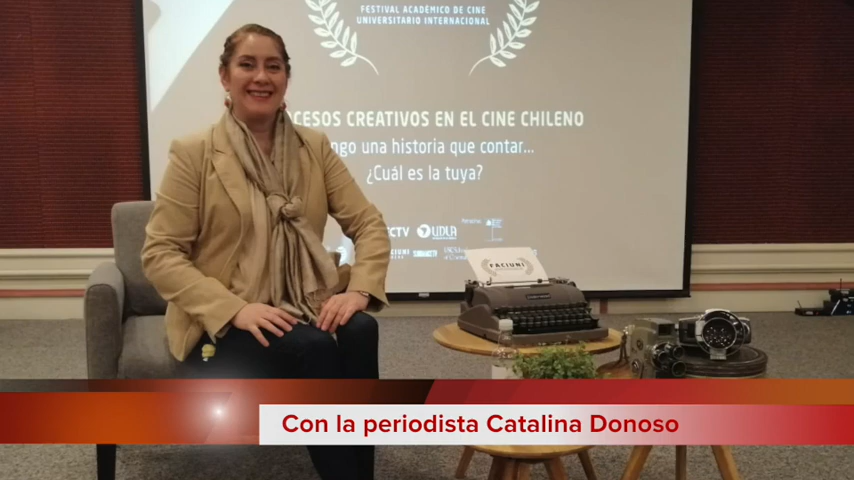 FESTIVAL ACADÉMICO DE CINE
UNIVERSITARIO INTERNACIONAL
CESOS CREATIVOS EN EL CINE CHILENO
ngo una historia que contar...
¿Cuál es la tuya?
CTV
UDLA
FACIUNI
Con la periodista Catalina Donoso